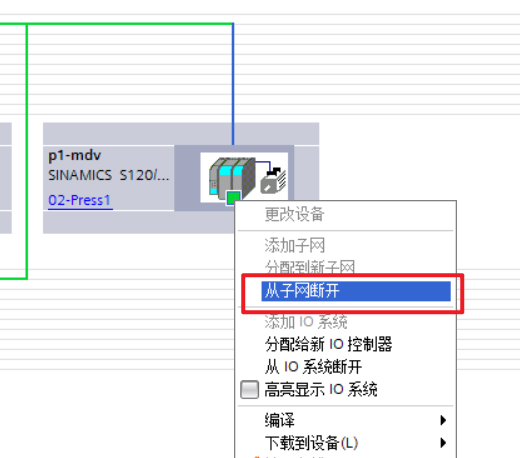 p1-mdv
SINAMICS S120/...
02-Press1
更改设备
添加子网
分配到新子网
从子网断开
添加 IO 系统
分配给新 IO 控制器
从 IO 系统断开
高亮显示 IO 系统
编译
下载到设备(L)